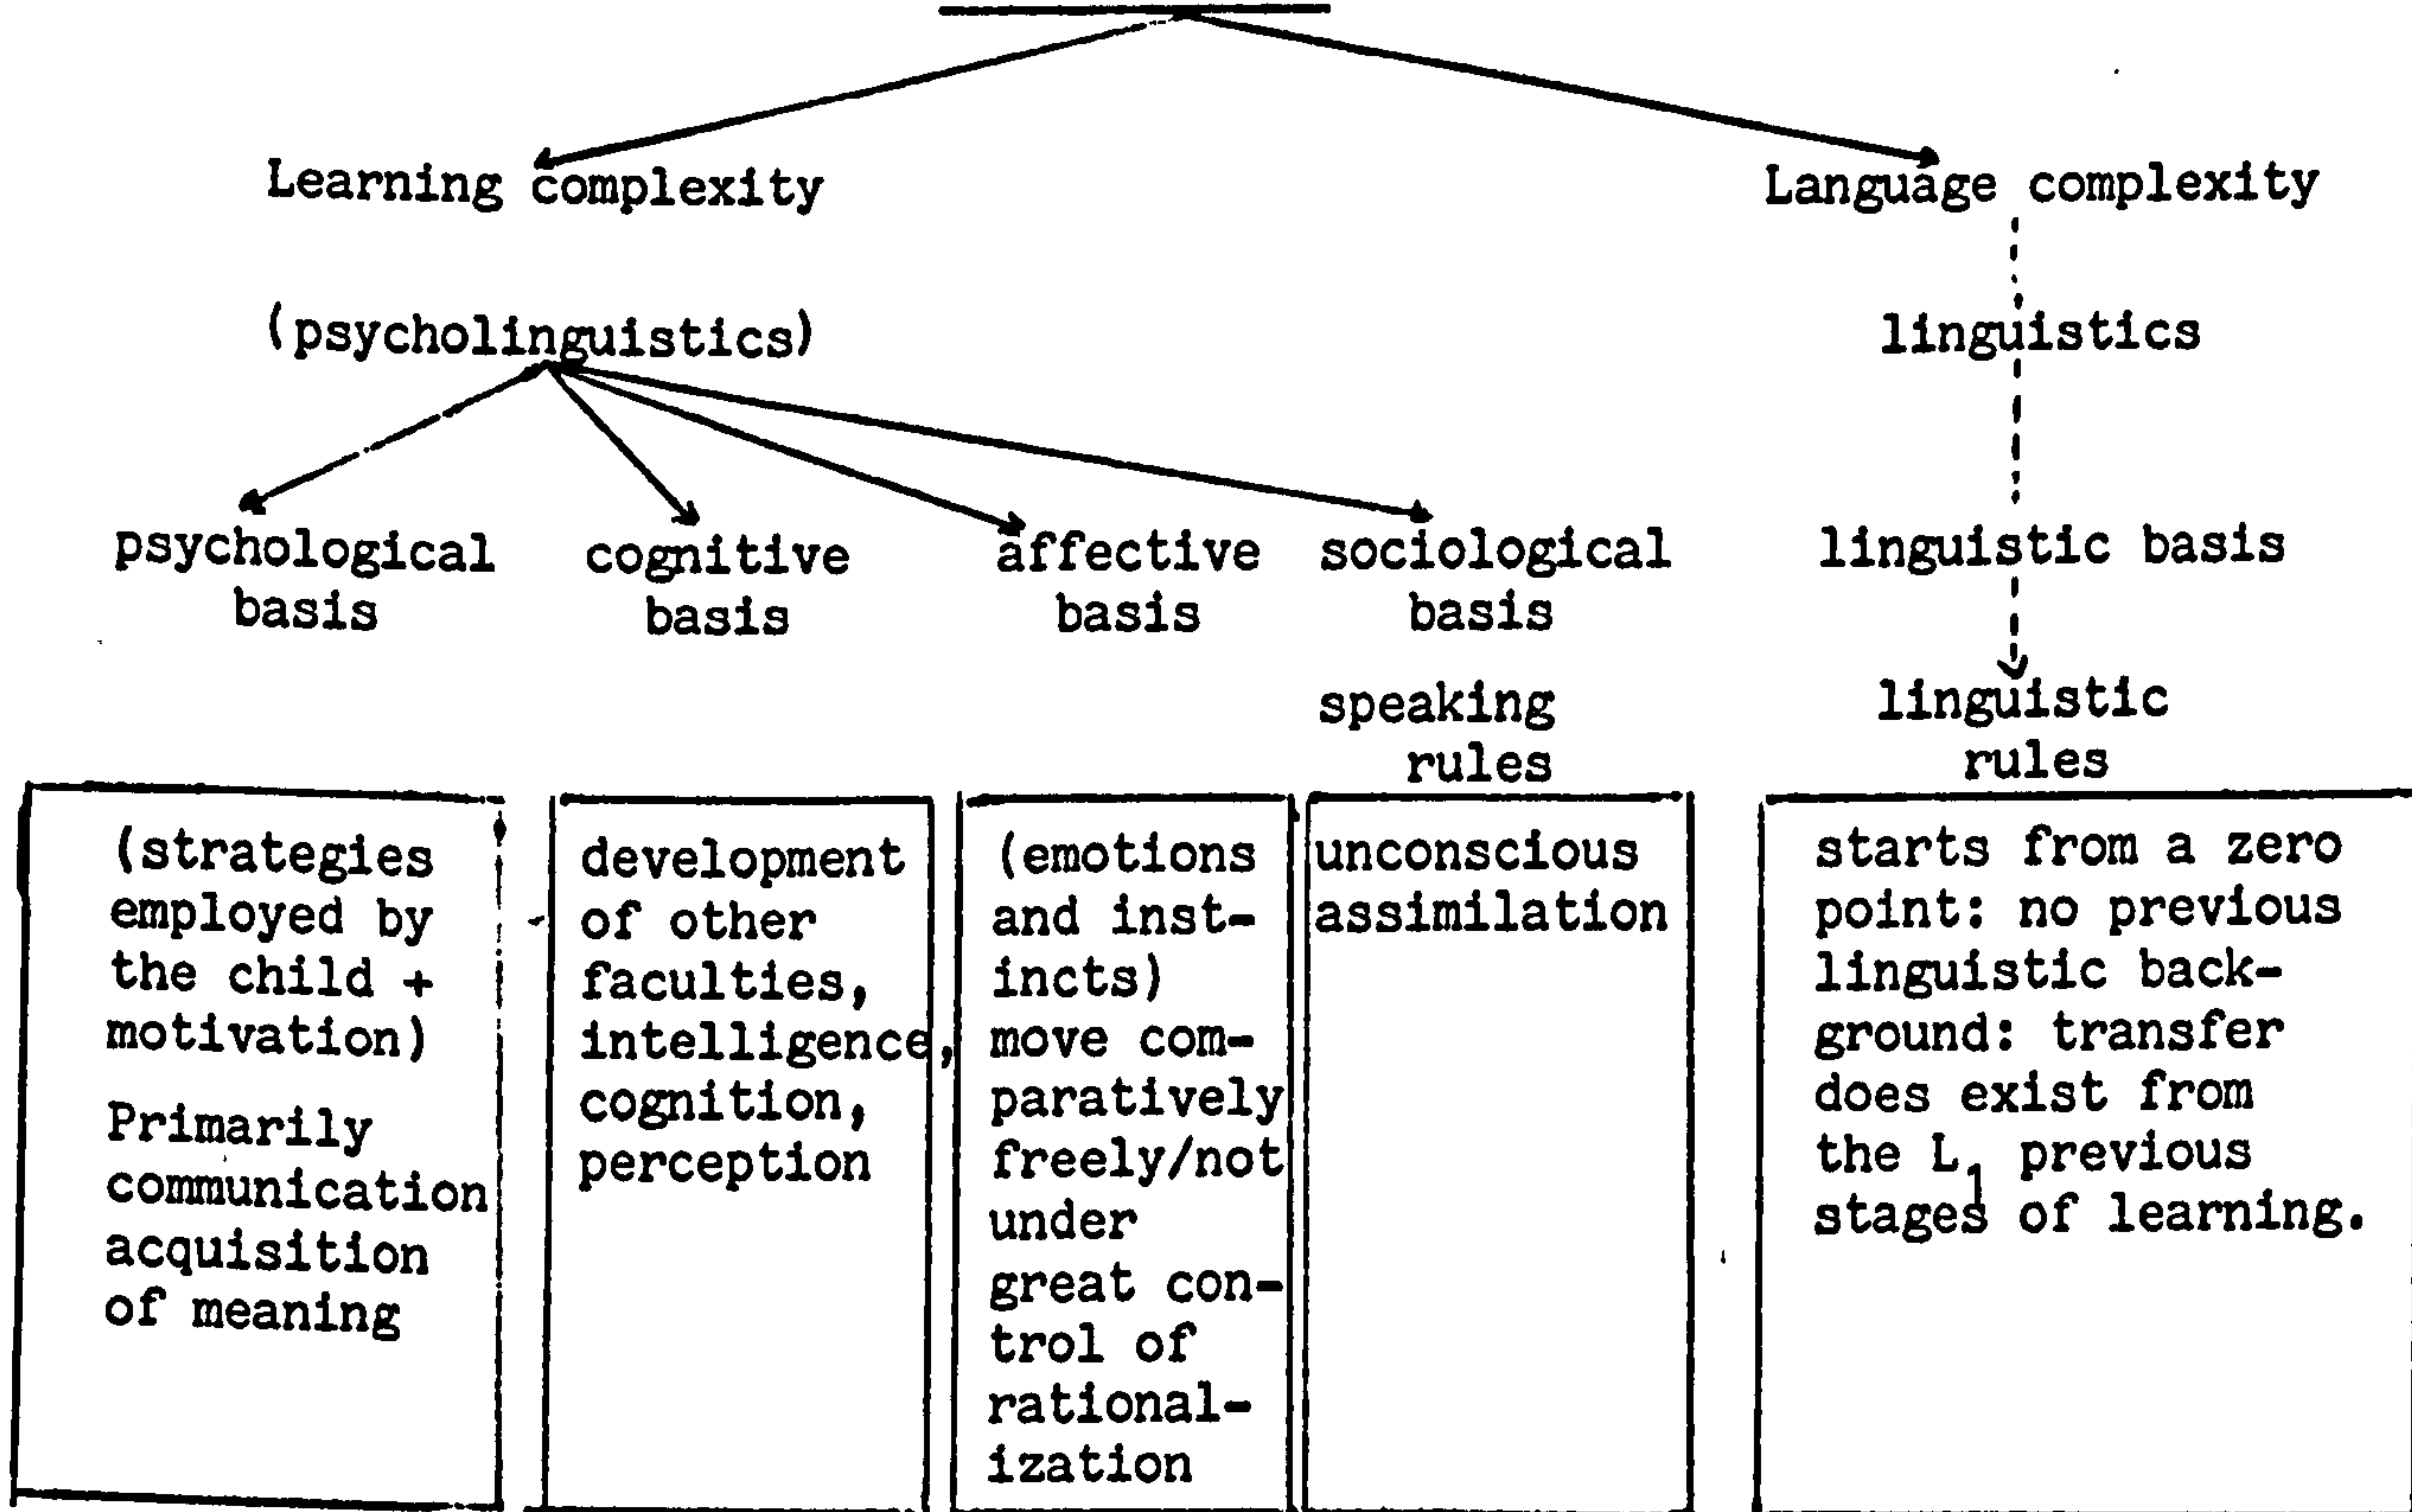 Learning complexity
Language complexity
(psycholinguistics)
linguistics
psychological
basis
cognitive
basis
affective
basis
sociological
basis
linguistic basis
speaking
rules
linguistic
rules
(strategies
employed by
the child +
motivation)
Primarily
communication
acquisition
of meaning
development
of other
faculties,
intelligence,
cognition,
perception
(emotions
and inst-
incts)
move com-
paratively
freely/not
under
great con-
trol of
rational-
ization
unconscious
assimilation
starts from a zero
point: no previous
linguistic back-
ground: transfer
does exist from
the L1 previous
stages of learning.